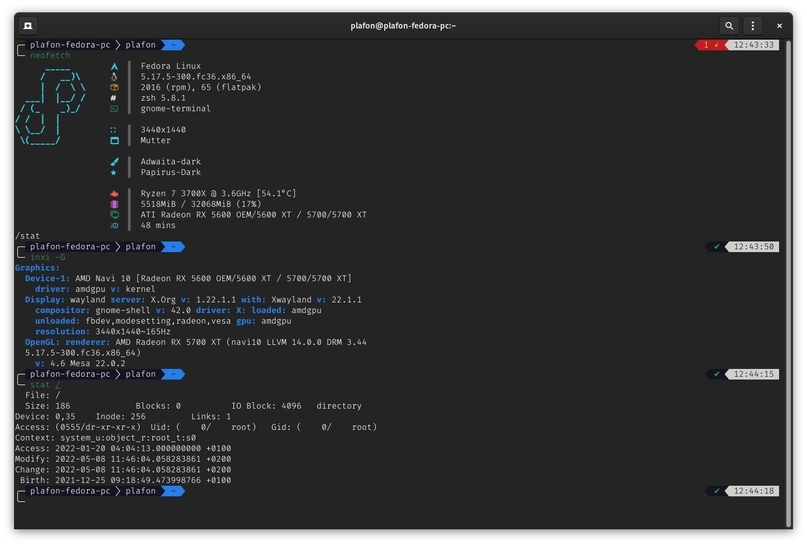 plafon@plafon-fedora-pc:~
plafon-fedora-pc plafon ~ 1 12:43:33
neofetch
Fedora Linux
5.17.5-300.fc36.x86_64
2016 (rpm), 65 (flatpak)
# zsh 5.8.1
gnome-terminal
3440x1440
Mutter
Adwaita-dark
Papirus-Dark
Ryzen 7 3700X @ 3.6GHz [54.1°C]
5518MiB / 32068MiB (17%)
ATI Radeon RX 5600 OEM/5600 XT / 5700/5700 XT
48 mins
/stat
plafon-fedora-pc plafon ~ ✔ 12:43:50
inxi -G
Graphics:
Device-1: AMD Navi 10 [Radeon RX 5600 OEM/5600 XT / 5700/5700 XT]
driver: amdgpu v: kernel
Display: wayland server: X.Org v: 1.22.1.1 with: Xwayland v: 22.1.1
compositor: gnome-shell v: 42.0 driver: X: loaded: amdgpu
unloaded: fbdev,modesetting,radeon,vesa gpu: amdgpu
resolution: 3440x1440~165Hz
OpenGL: renderer: AMD Radeon RX 5700 XT (navi10 LLVM 14.0.0 DRM 3.44
5.17.5-300.fc36.x86_64)
v: 4.6 Mesa 22.0.2
plafon-fedora-pc plafon ~ ✔ 12:44:15
stat /
File: /
Size: 186 Blocks: 0 IO Block: 4096 directory
Device: 0,35 Inode: 256 Links: 1
Access: (0555/dr-xr-xr-x) Uid: ( 0/ root) Gid: ( 0/ root)
Context: system_u:object_r:root_t:s0
Access: 2022-01-20 04:04:13.000000000 +0100
Modify: 2022-05-08 11:46:04.058283861 +0200
Change: 2022-05-08 11:46:04.058283861 +0200
Birth: 2021-12-25 09:18:49.473998766 +0100
plafon-fedora-pc plafon ~ ✔ 12:44:18